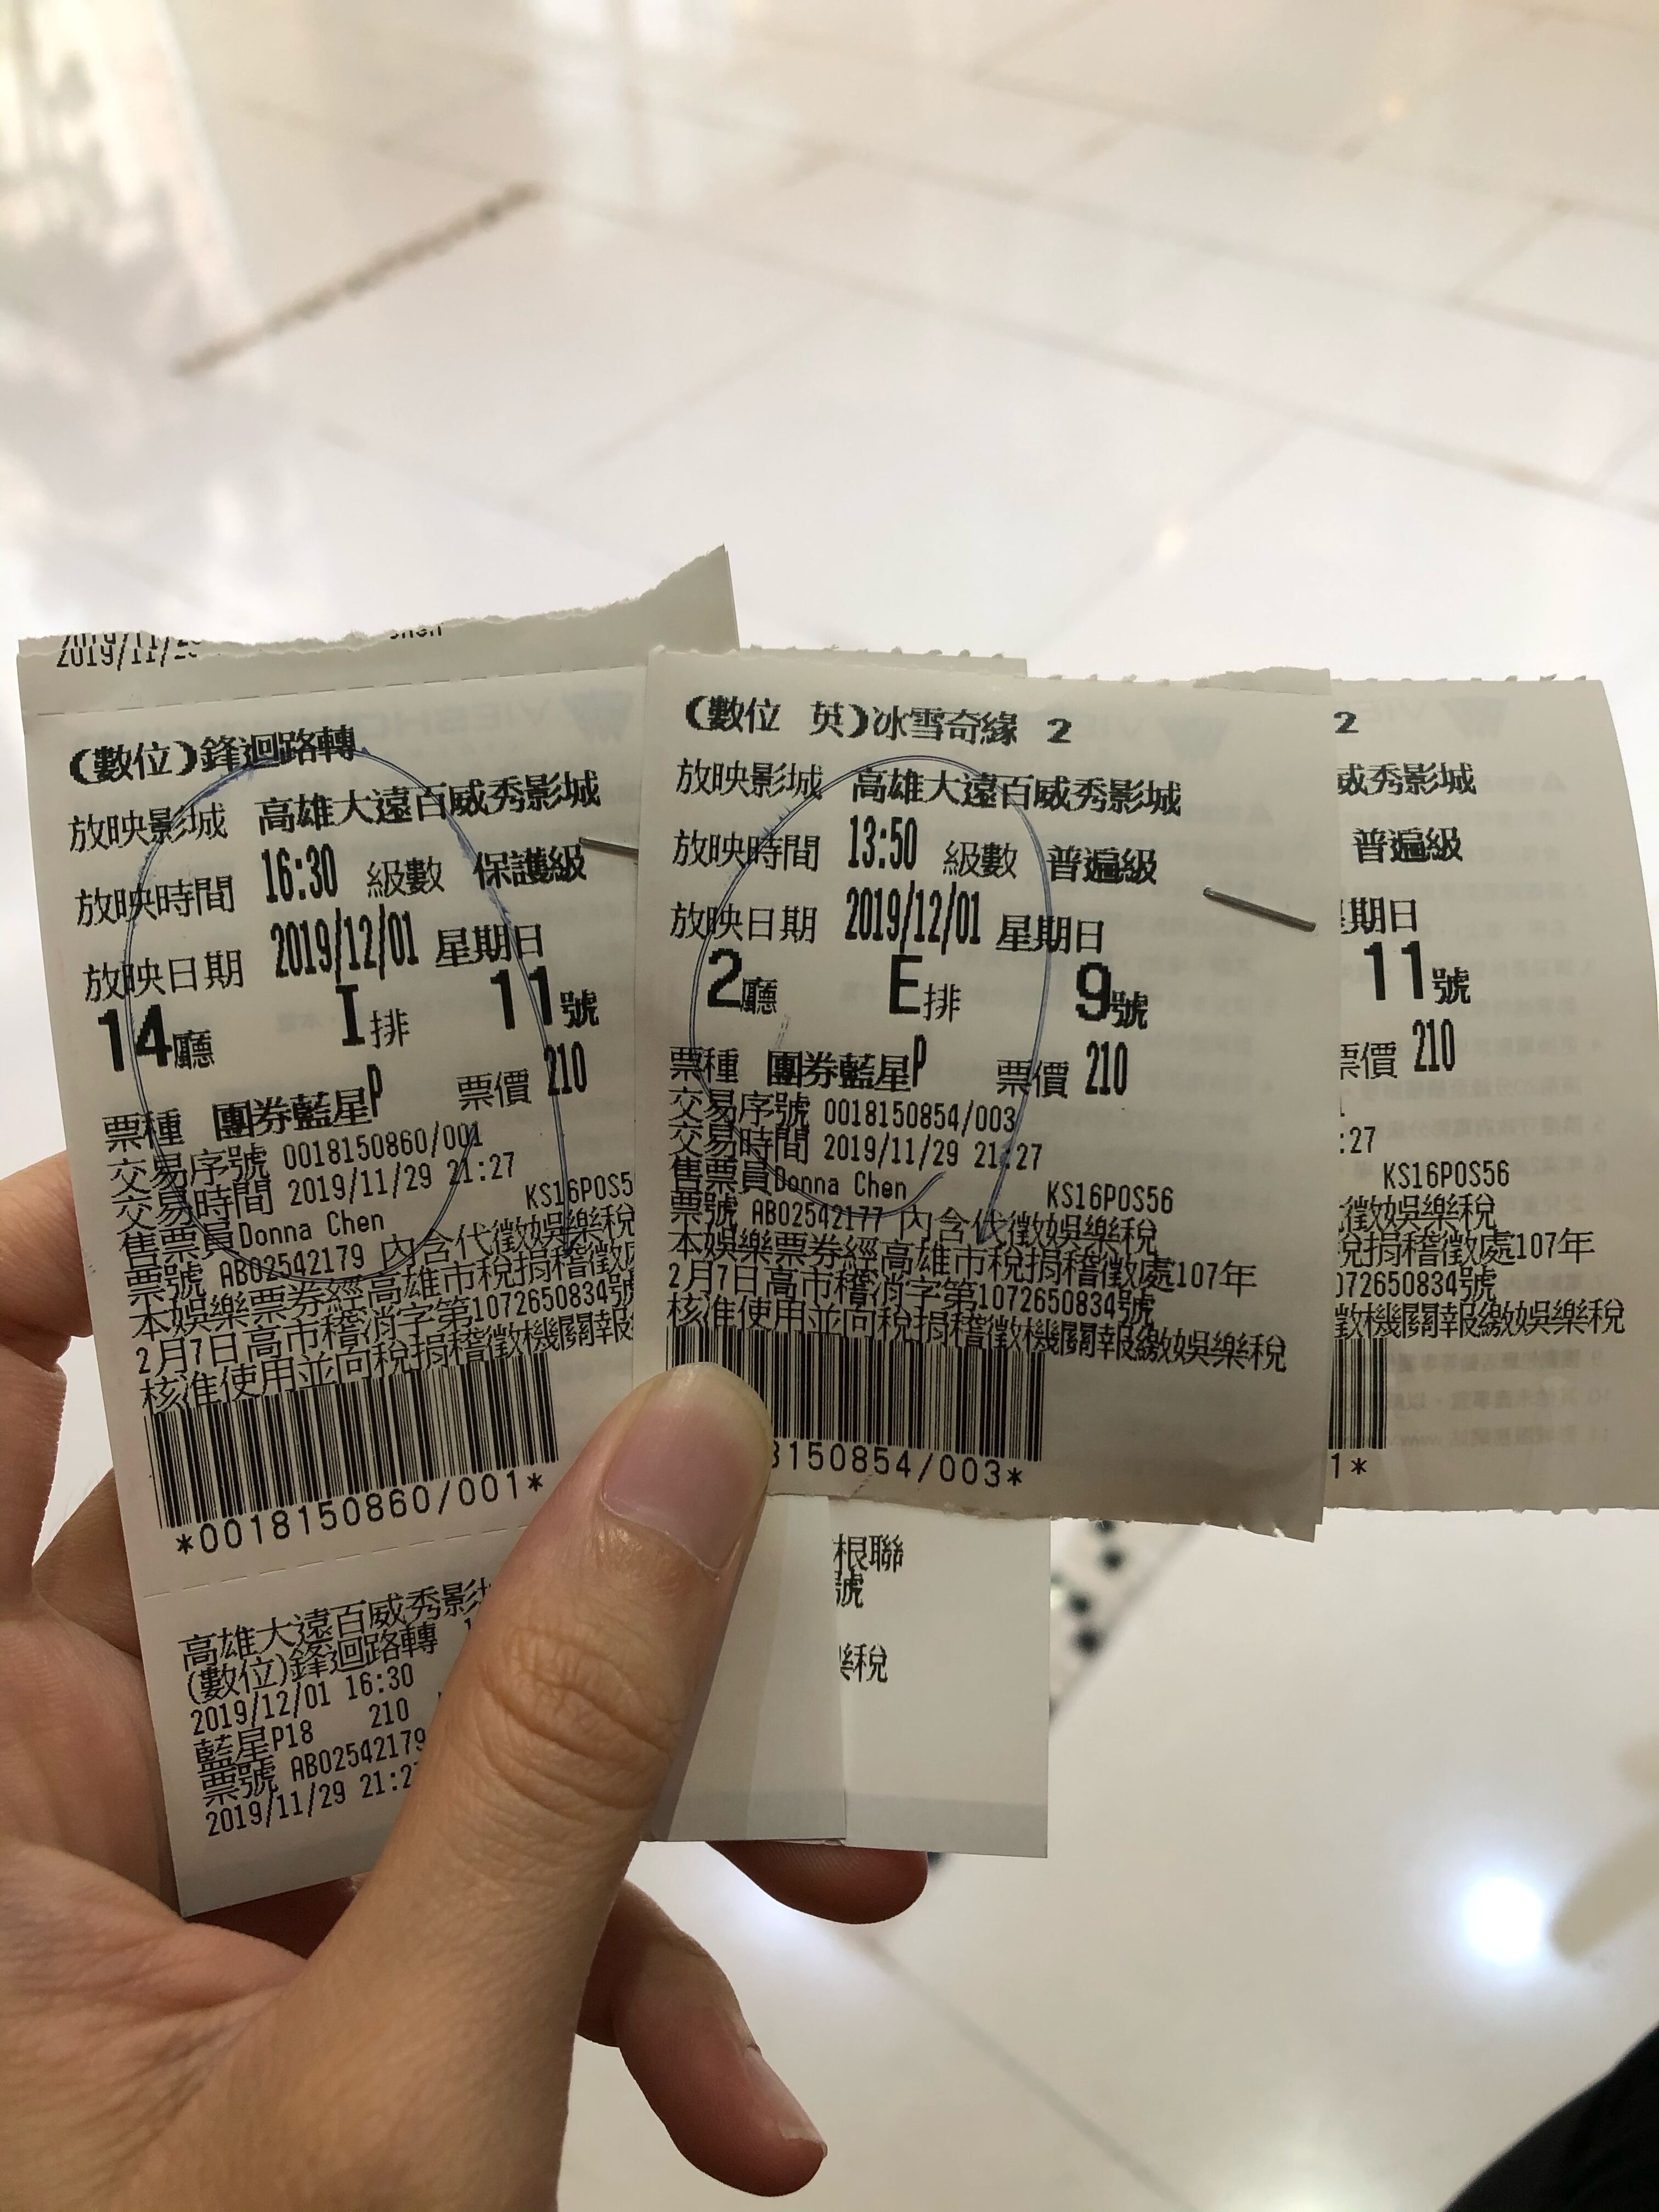 2019/11/2
(數位)鋒迴路轉
放映影城 高雄大遠百威秀影城
放映時間 16:30 級數 保護級
放映日期 2019/12/01 星期日
14廳 I排 11號
票種 團券藍星P 票價 210
交易序號 0018150860/001
交易時間 2019/11/29 21:27
售票員Donna Chen KS16POS5
票號 AB02542179 內含代徵娛樂稅
本娛樂票券經高雄市稅捐稽徵
2月7日高市稽消字第1072650834號
核准使用並向稅捐稽徵機關報
*0018150860/001*
高雄大遠百威秀影
(數位)鋒迴路轉
2019/12/01 16:30
藍星P18 210
票號 AB02542179
2019/11/29 21:2
(數位 英)冰雪奇緣 2
放映影城 高雄大遠百威秀影城
放映時間 13:50 級數 普遍級
放映日期 2019/12/01 星期日
2廳 E排 9號
票種 團券藍星P 票價 210
交易序號 0018150854/003
交易時間 2019/11/29 21:27
售票員Donna Chen KS16POS56
票號 AB02542177 內含代徵娛樂稅
本娛樂票券經高雄市稅捐稽徵處107年
2月7日高市稽消字第1072650834號
核准使用並向稅捐稽徵機關報繳娛樂稅
8150854/003*
根聯
號
樂稅
2
威秀影城
普遍級
期日
11號
票價 210
:27
KS16POS56
徵娛樂稅
稅捐稽徵處107年
072650834號
徵機關報繳娛樂稅
1*